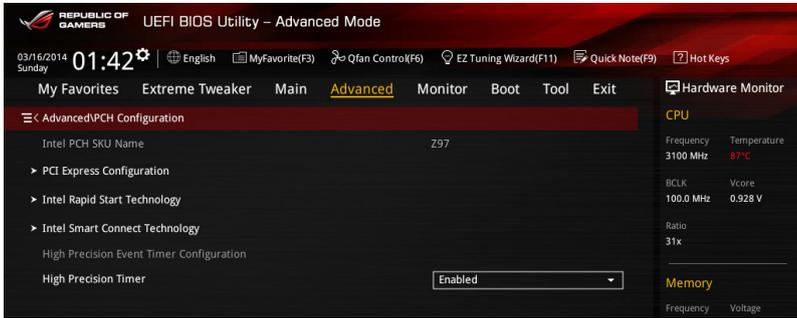 REPUBLIC OF
GAMERS
UEFI BIOS Utility – Advanced Mode
03/16/2014
Sunday
01:42
English
MyFavorite(F3)
Qfan Control(F6)
EZ Tuning Wizard(F11)
Quick Note(F9)
? Hot Keys
My Favorites
Extreme Tweaker
Main
Advanced
Monitor
Boot
Tool
Exit
Advanced\PCH Configuration
Intel PCH SKU Name Z97
> PCI Express Configuration
> Intel Rapid Start Technology
> Intel Smart Connect Technology
High Precision Event Timer Configuration
High Precision Timer Enabled
Hardware Monitor
CPU
Frequency Temperature
3100 MHz 87°C
BCLK Vcore
100.0 MHz 0.928 V
Ratio
31x
Memory
Frequency Voltage